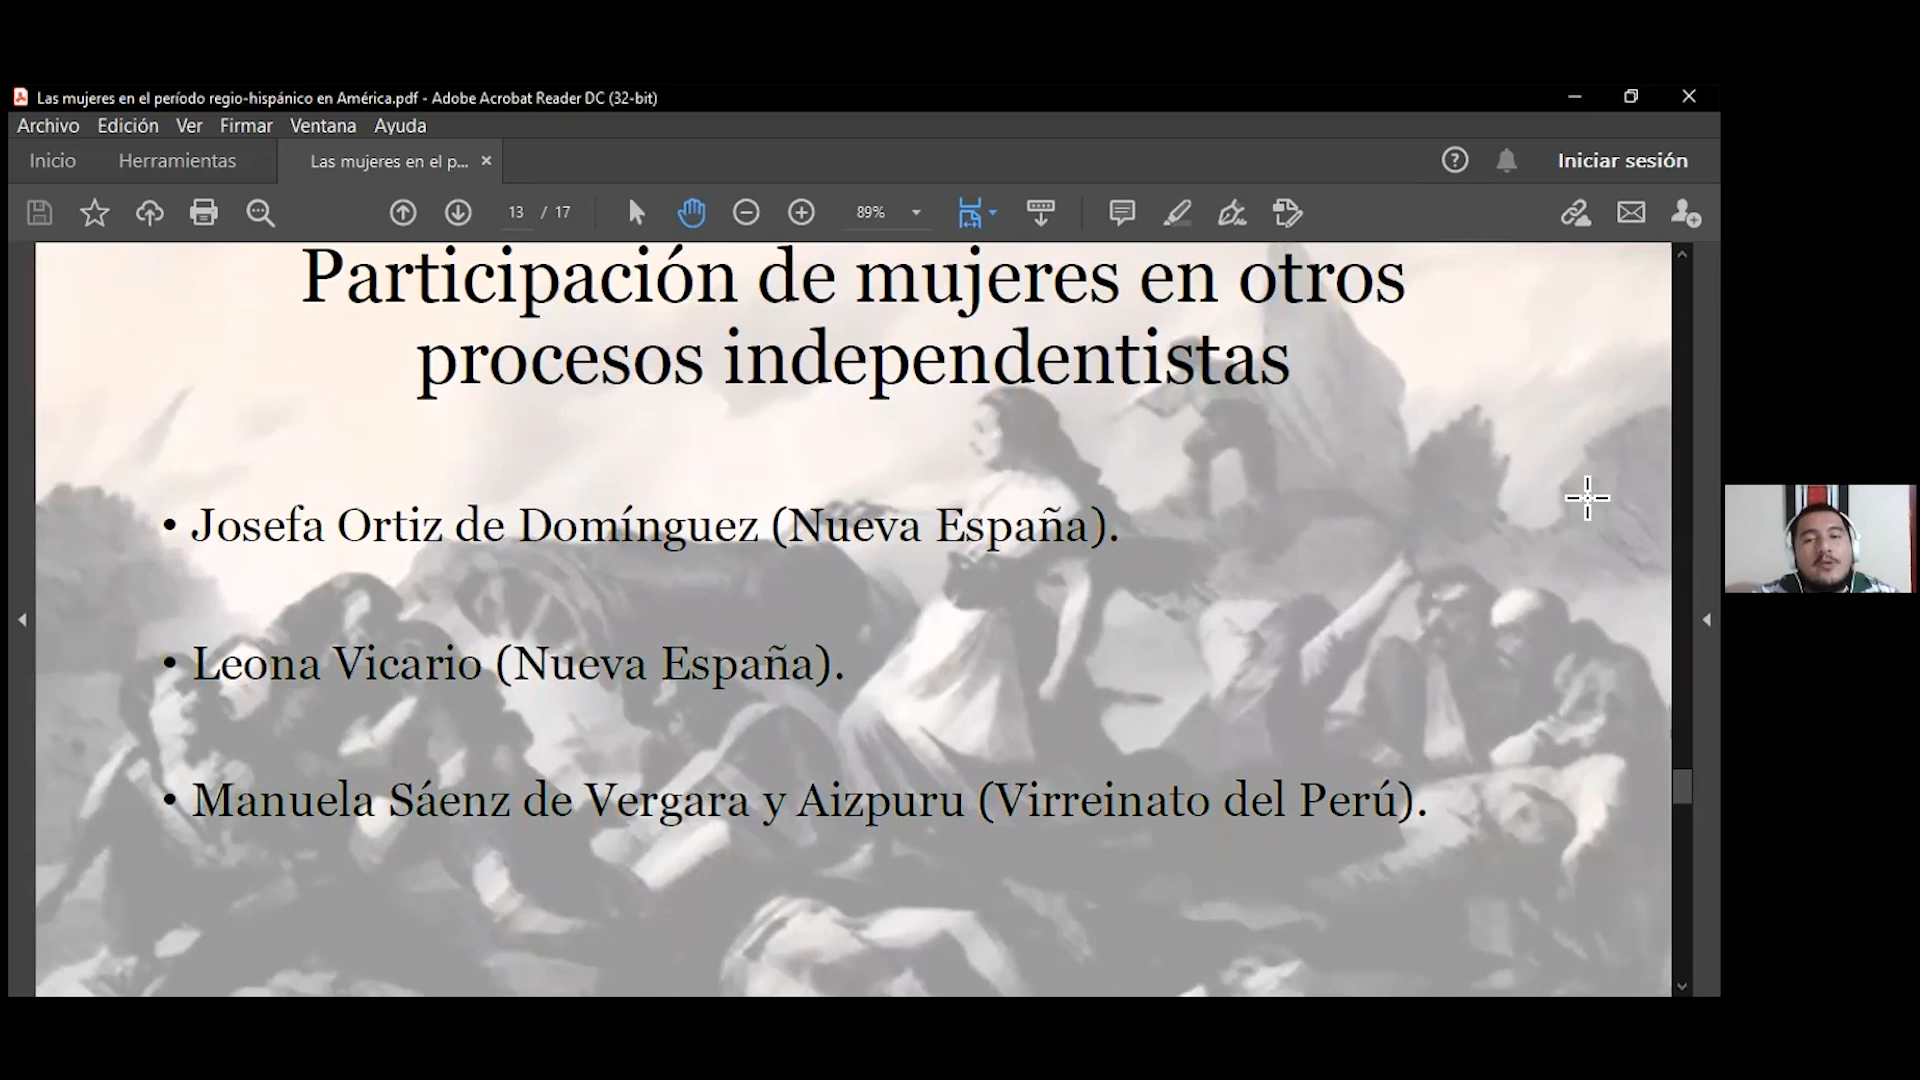 Las mujeres en el período regio-hispánico en América.pdf - Adobe Acrobat Reader DC (32-bit)
Archivo Edición Ver Firmar Ventana Ayuda
Inicio Herramientas Las mujeres en el p... Iniciar sesión
13 / 17 89%
Participación de mujeres en otros
procesos independentistas
• Josefa Ortiz de Domínguez (Nueva España).
• Leona Vicario (Nueva España).
• Manuela Sáenz de Vergara y Aizpuru (Virreinato del Perú).